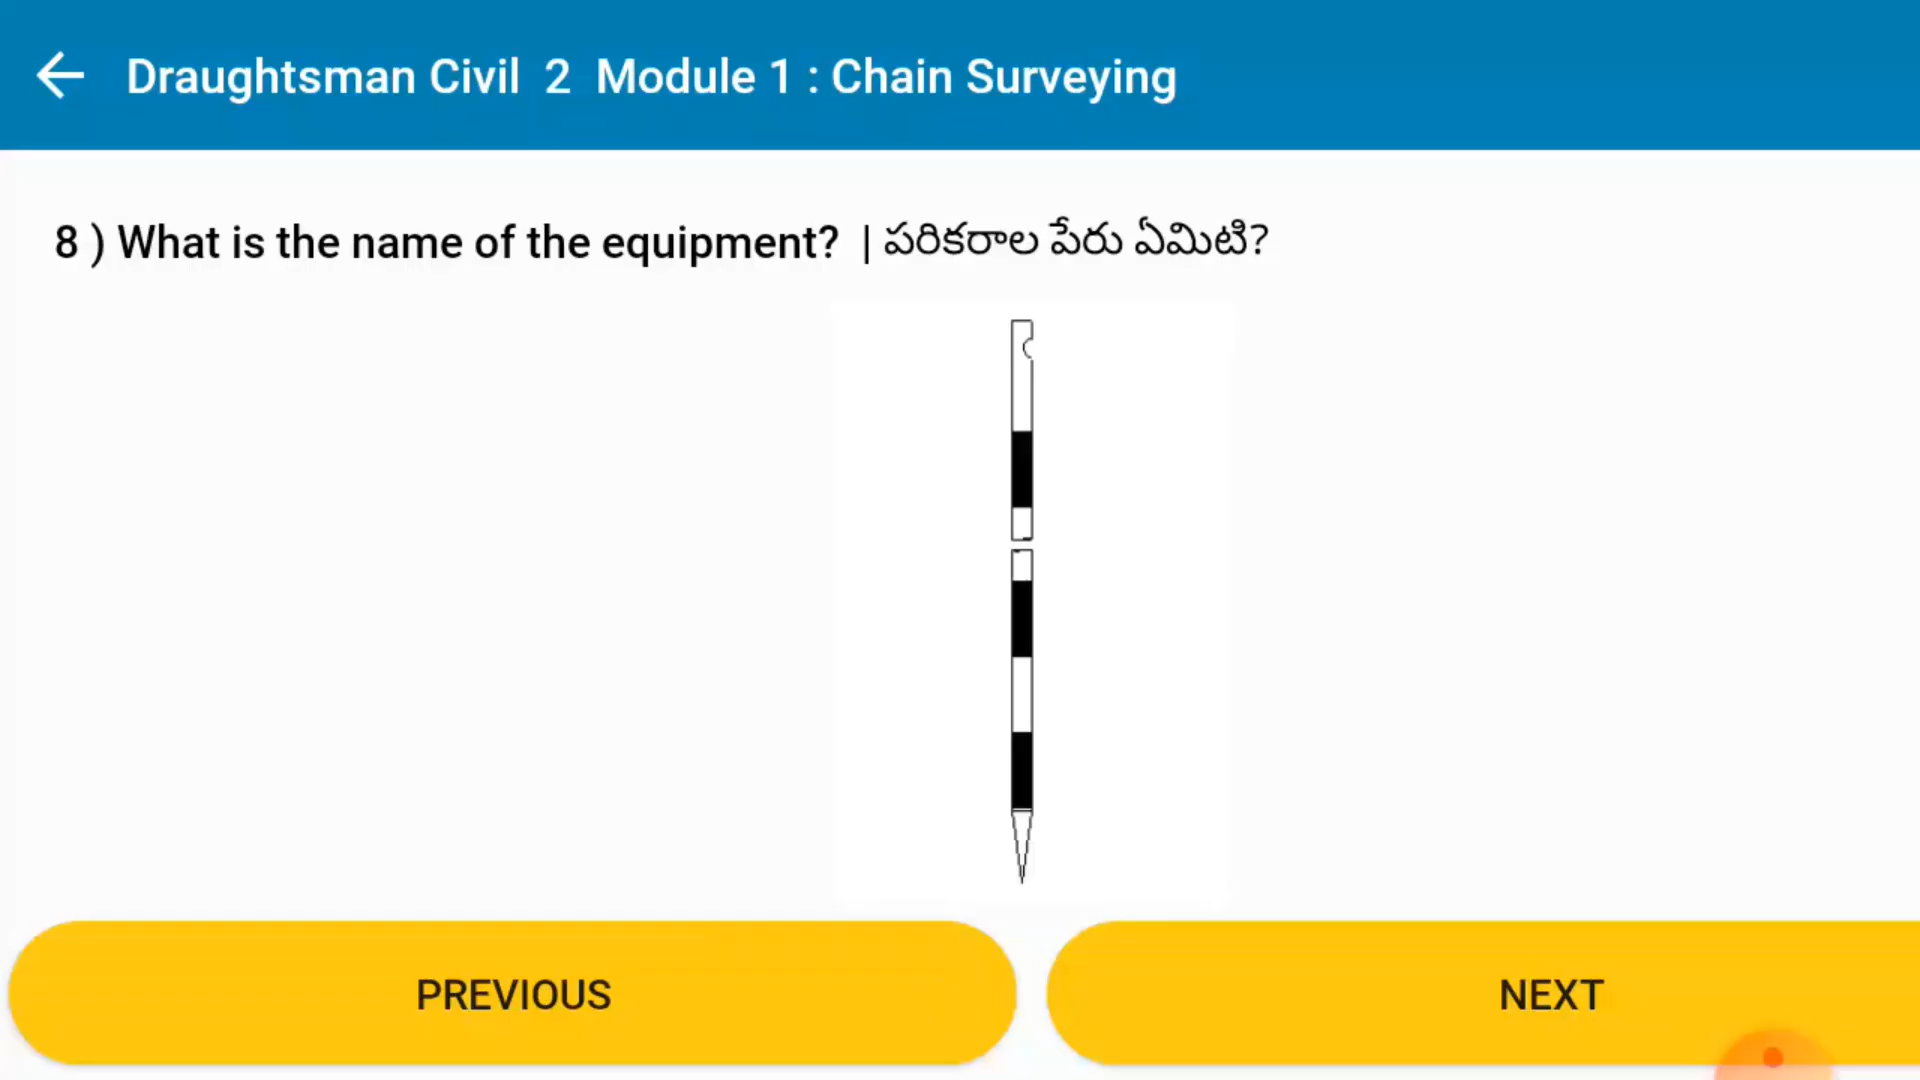 Draughtsman Civil 2 Module 1 : Chain Surveying
8 ) What is the name of the equipment? | పరికరాల పేరు ఏమిటి?
PREVIOUS
NEXT